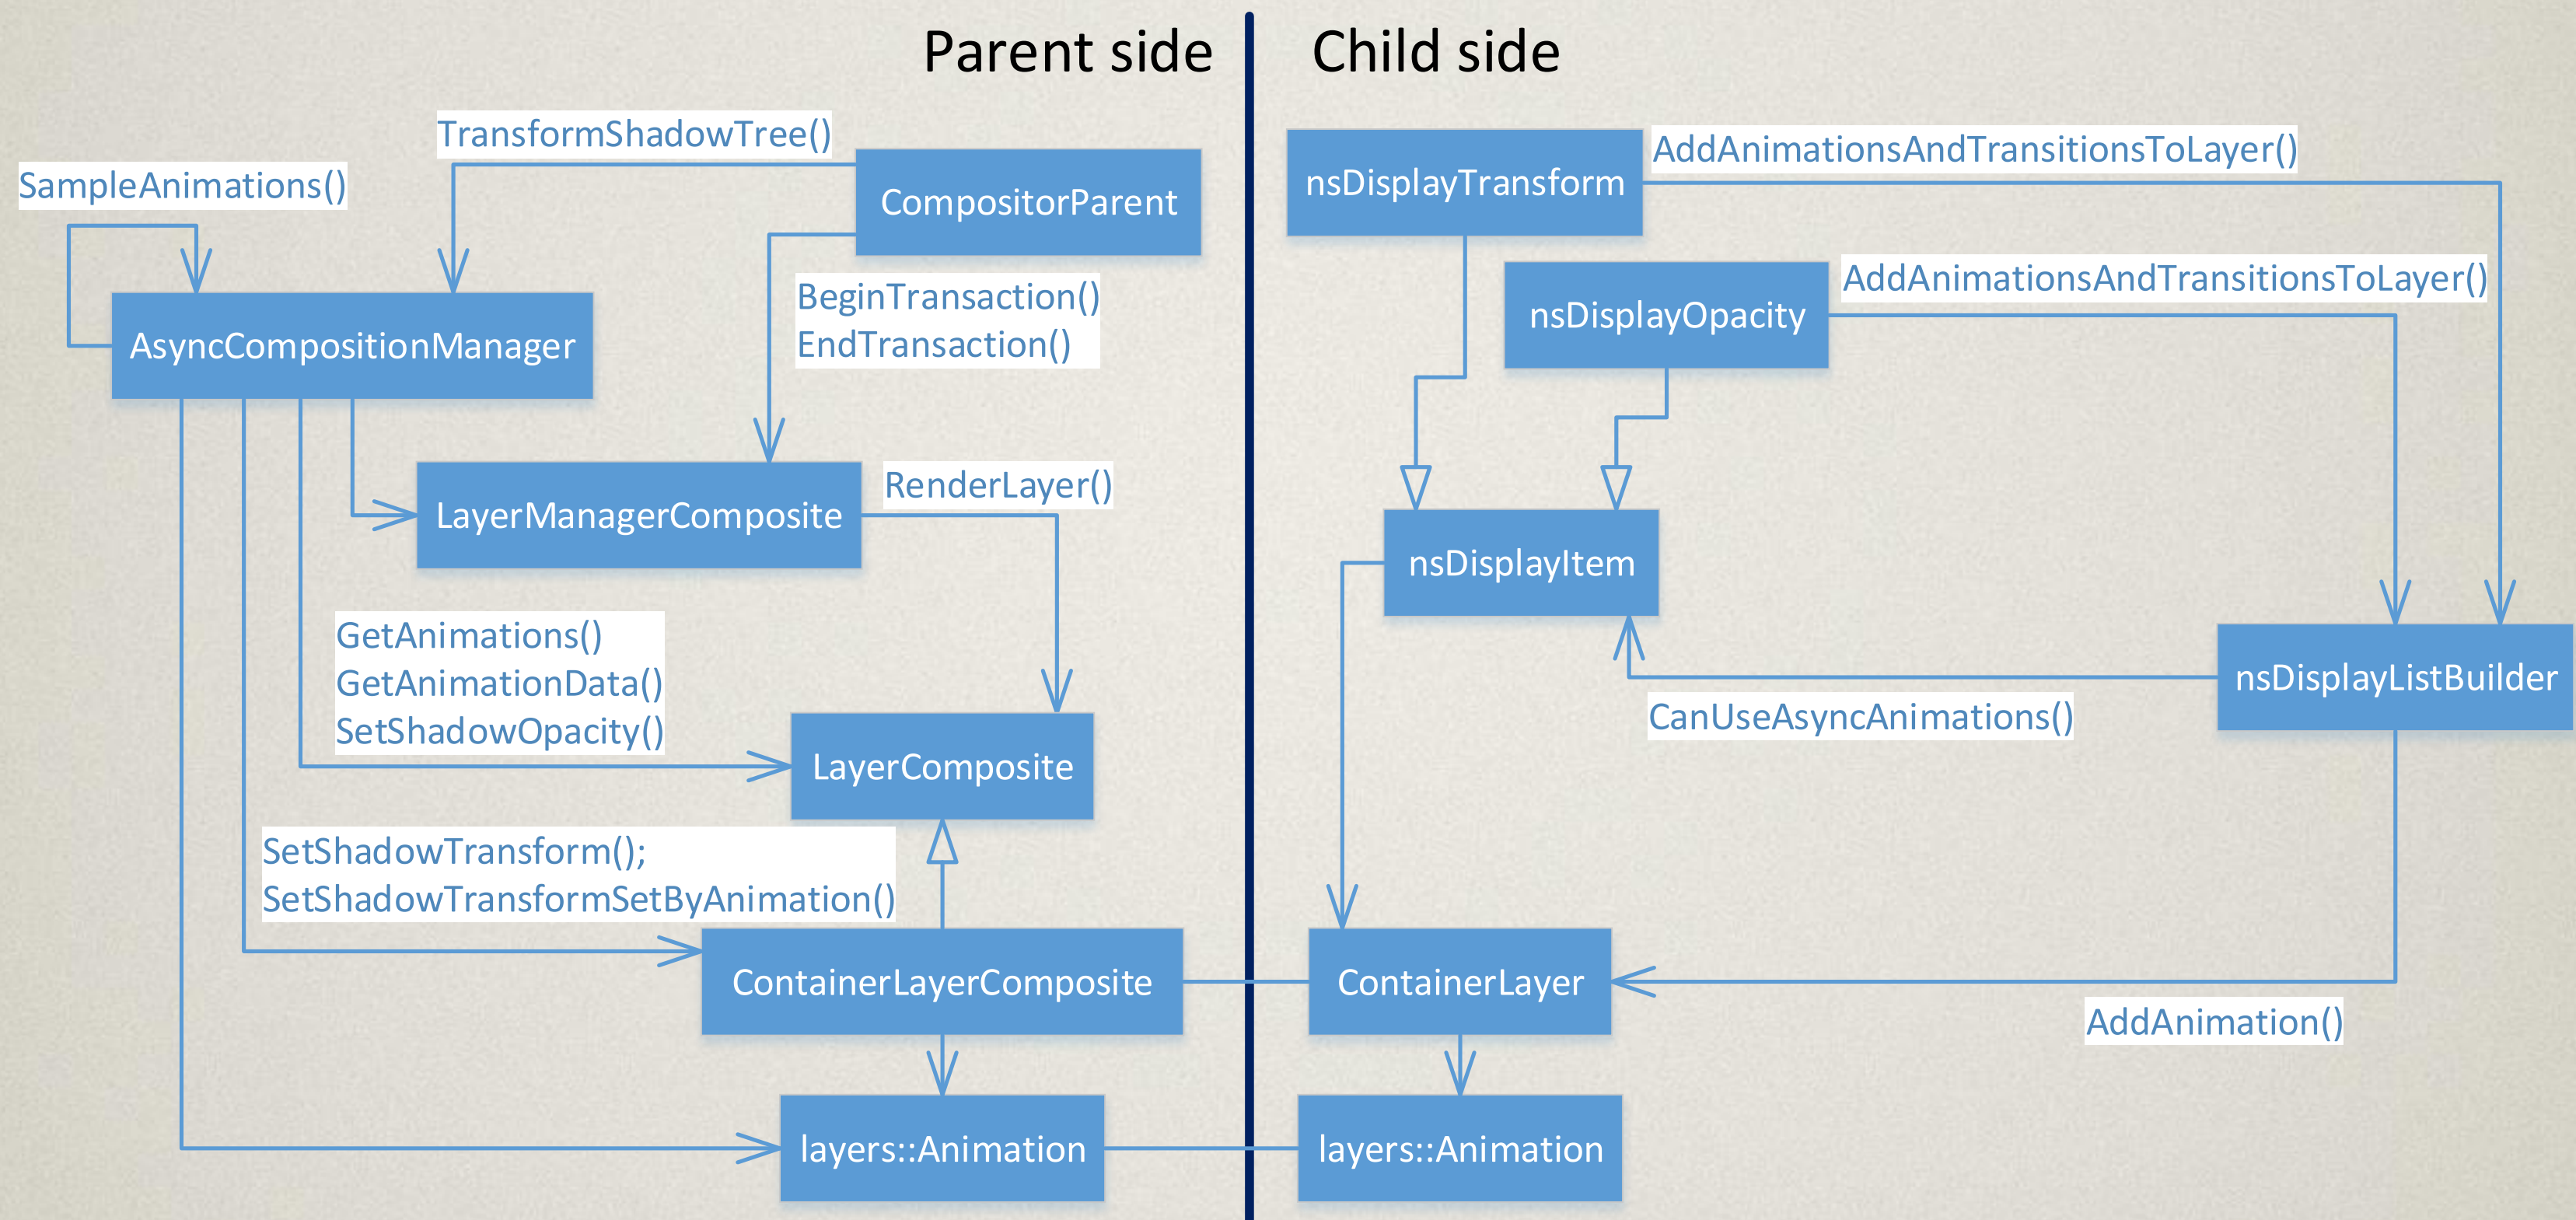 Parent side
Child side
TransformShadowTree()
SampleAnimations()
CompositorParent
BeginTransaction()
EndTransaction()
AsyncCompositionManager
LayerManagerComposite
RenderLayer()
GetAnimations()
GetAnimationData()
SetShadowOpacity()
LayerComposite
SetShadowTransform();
SetShadowTransformSetByAnimation()
ContainerLayerComposite
layers::Animation
nsDisplayTransform
AddAnimationsAndTransitionsToLayer()
nsDisplayOpacity
AddAnimationsAndTransitionsToLayer()
nsDisplayItem
nsDisplayListBuilder
CanUseAsyncAnimations()
ContainerLayer
AddAnimation()
layers::Animation